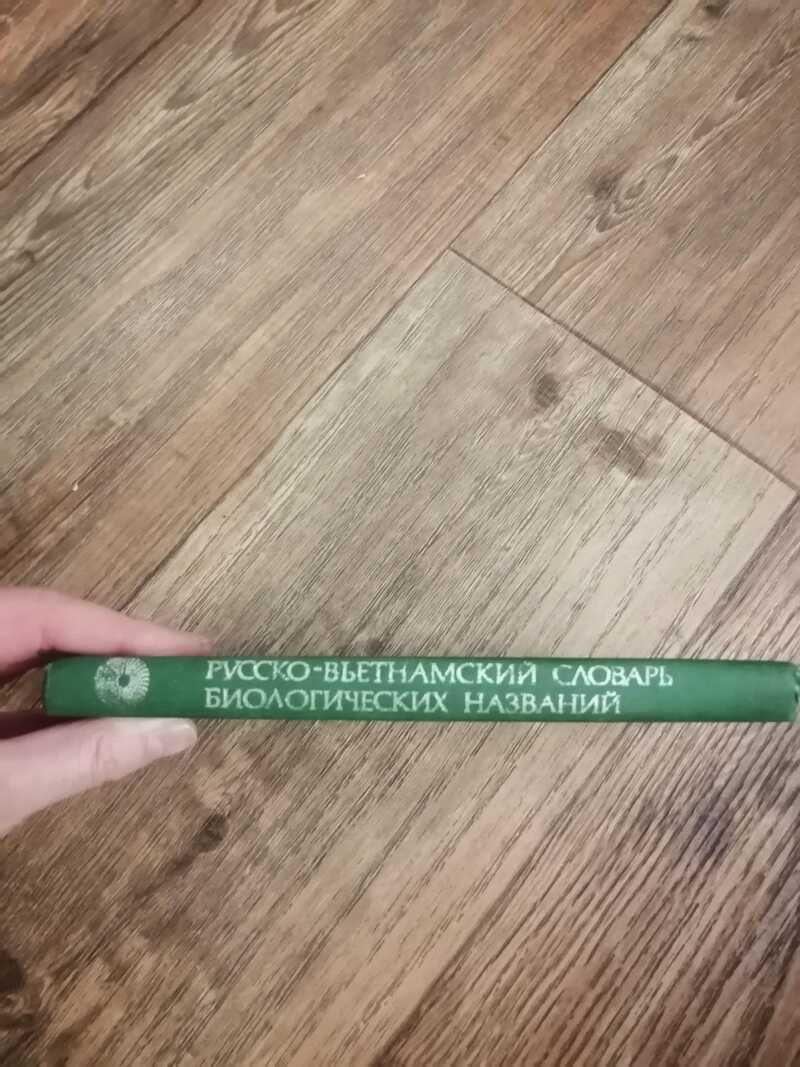 РУССКО-ВЬЕТНАМСКИЙ СЛОВАРЬ
БИОЛОГИЧЕСКИХ НАЗВАНИЙ